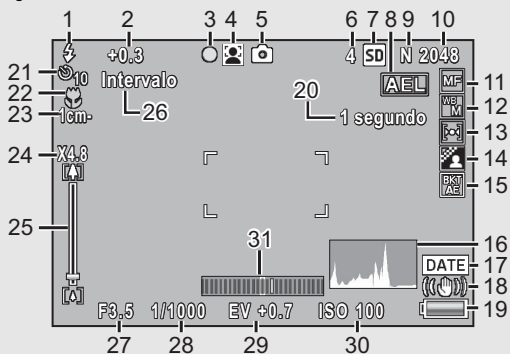 1 2 3 4 5 6 7 8 9 10
+0.3 4 SD N 2048
21 10 Intervalo AEL MF 11
22 20 WB M 12
23 1cm- 26 1 segundo 13
24 X4.8 14
BKT AE 15
25
31 16
DATE 17
18
F3.5 1/1000 EV +0.7 ISO 100 19
27 28 29 30